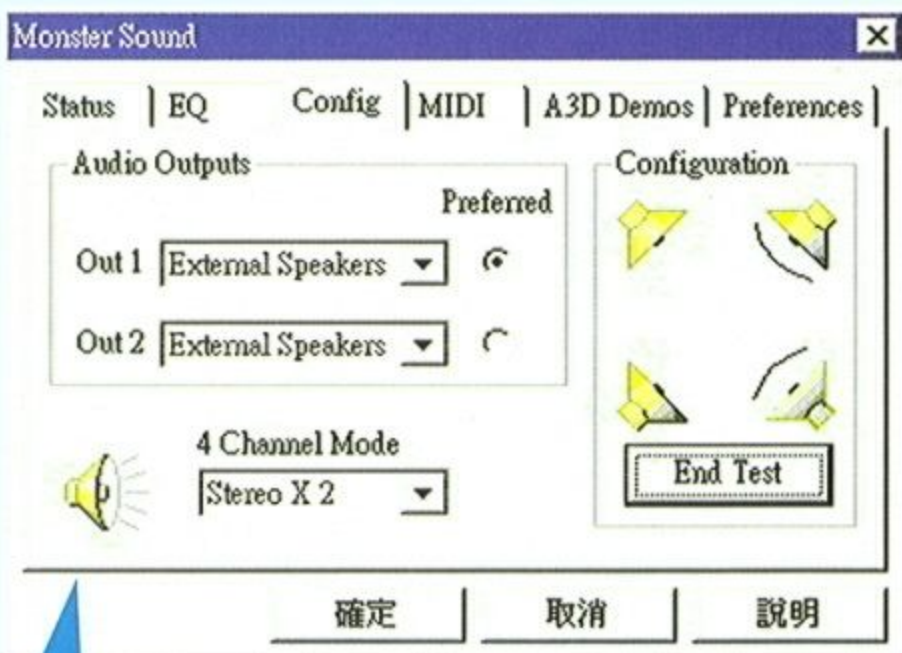 Monster Sound
Status EQ Config MIDI A3D Demos Preferences
Audio Outputs
Preferred
Out 1 External Speakers
Out 2 External Speakers
4 Channel Mode
Stereo X 2
Configuration
End Test
確定 取消 說明